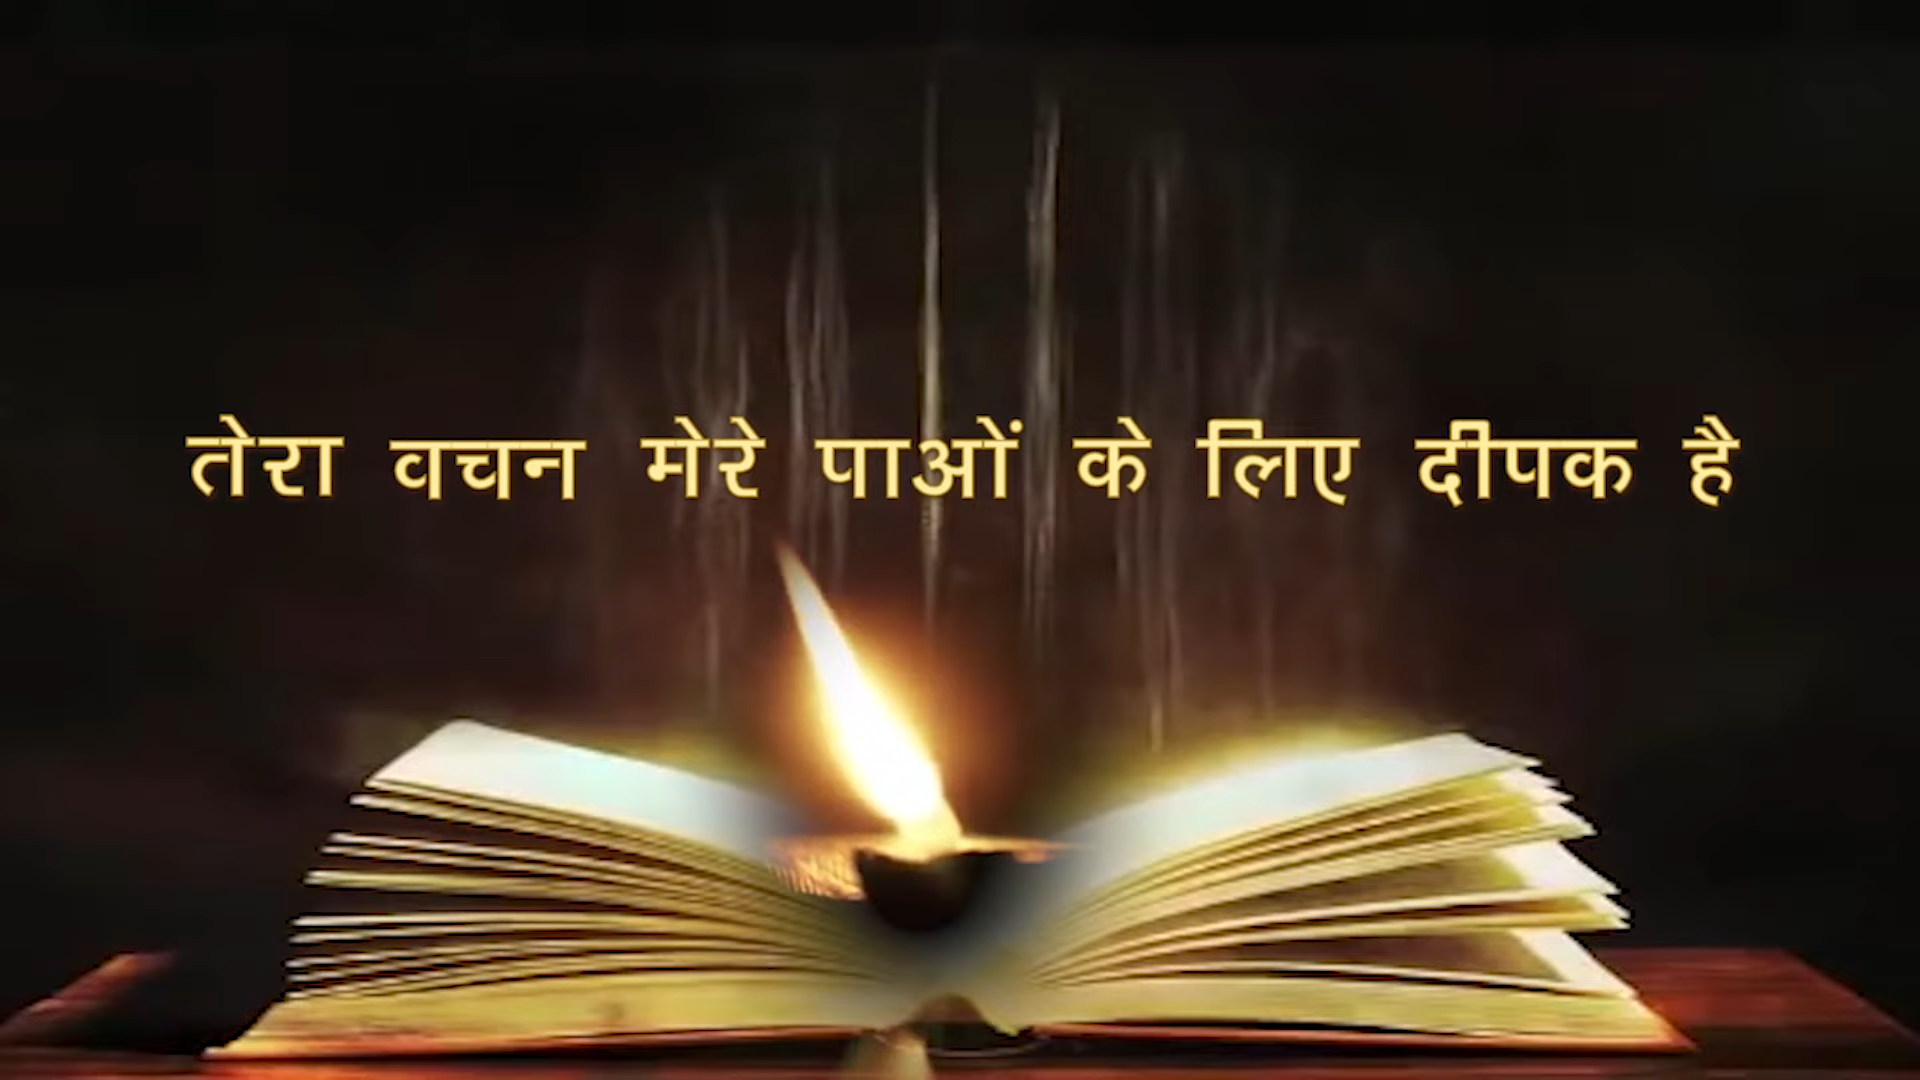 तेरा वचन मेरे पाओं के लिए दीपक है